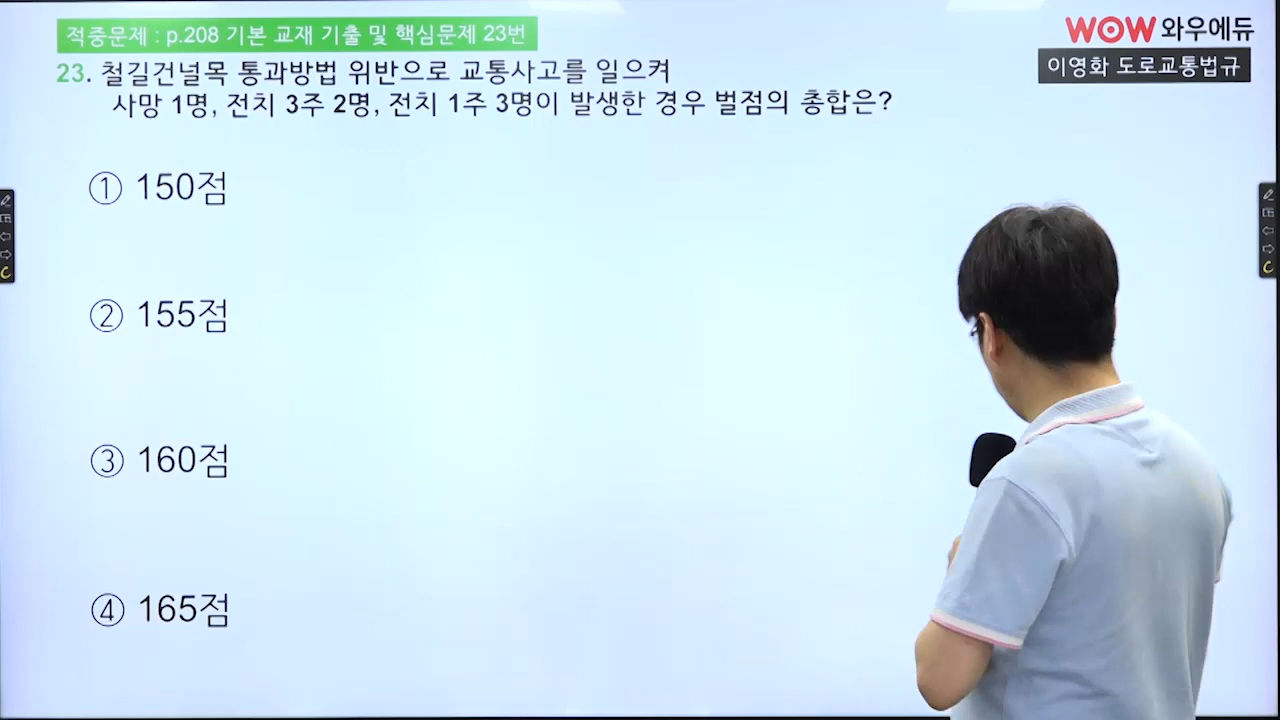 적중문제 : p.208 기본 교재 기출 및 핵심문제 23번
WOW 와우에듀
이영화 도로교통법규
23. 철길건널목 통과방법 위반으로 교통사고를 일으켜
사망 1명, 전치 3주 2명, 전치 1주 3명이 발생한 경우 벌점의 총합은?
① 150점
② 155점
③ 160점
④ 165점